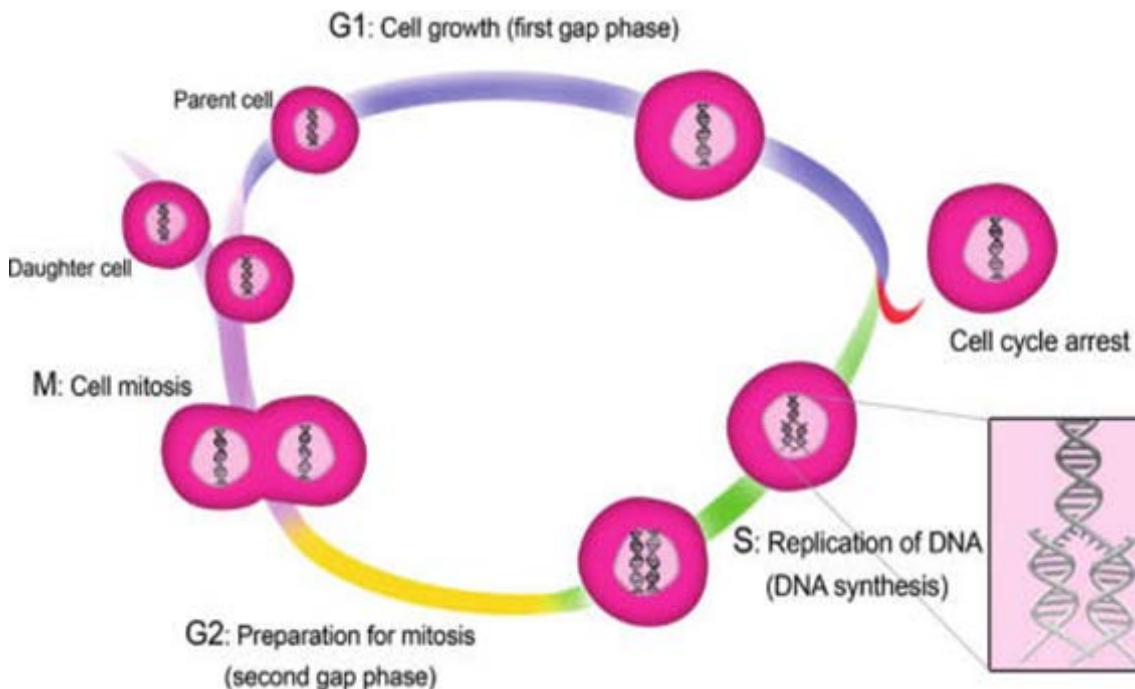 G1: Cell growth (first gap phase)
Parent cell
Daughter cell
Cell cycle arrest
M: Cell mitosis
S: Replication of DNA
(DNA synthesis)
G2: Preparation for mitosis
(second gap phase)